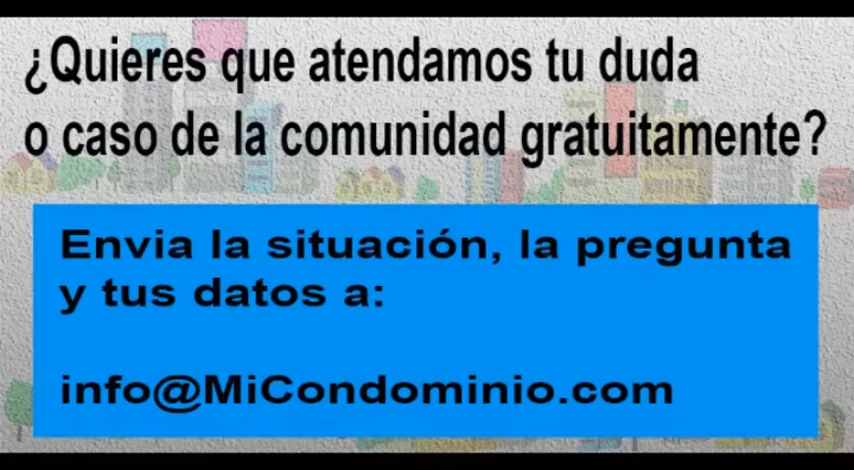 ¿Quieres que atendamos tu duda
o caso de la comunidad gratuitamente?
Envia la situación, la pregunta
y tus datos a:
info@MiCondominio.com